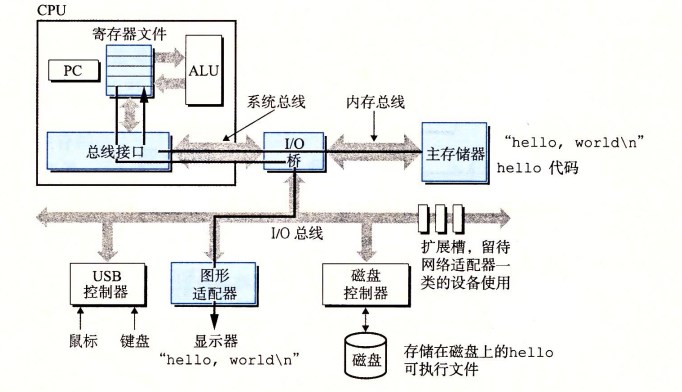 CPU
寄存器文件
PC
ALU
系统总线
内存总线
总线接口
I/O
桥
主存储器
“hello, world\n”
hello 代码
I/O 总线
扩展槽，留待
网络适配器一
类的设备使用
USB
控制器
图形
适配器
磁盘
控制器
鼠标
键盘
显示器
“hello, world\n”
磁盘
存储在磁盘上的hello
可执行文件